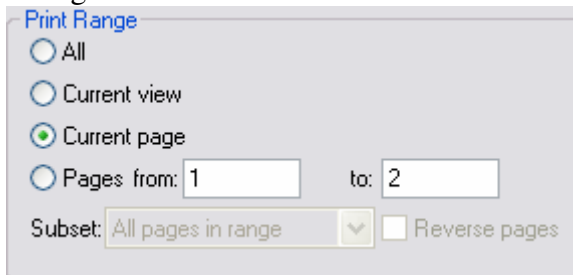 Print Range
All
Current view
Current page
Pages from: 1 to: 2
Subset: All pages in range Reverse pages